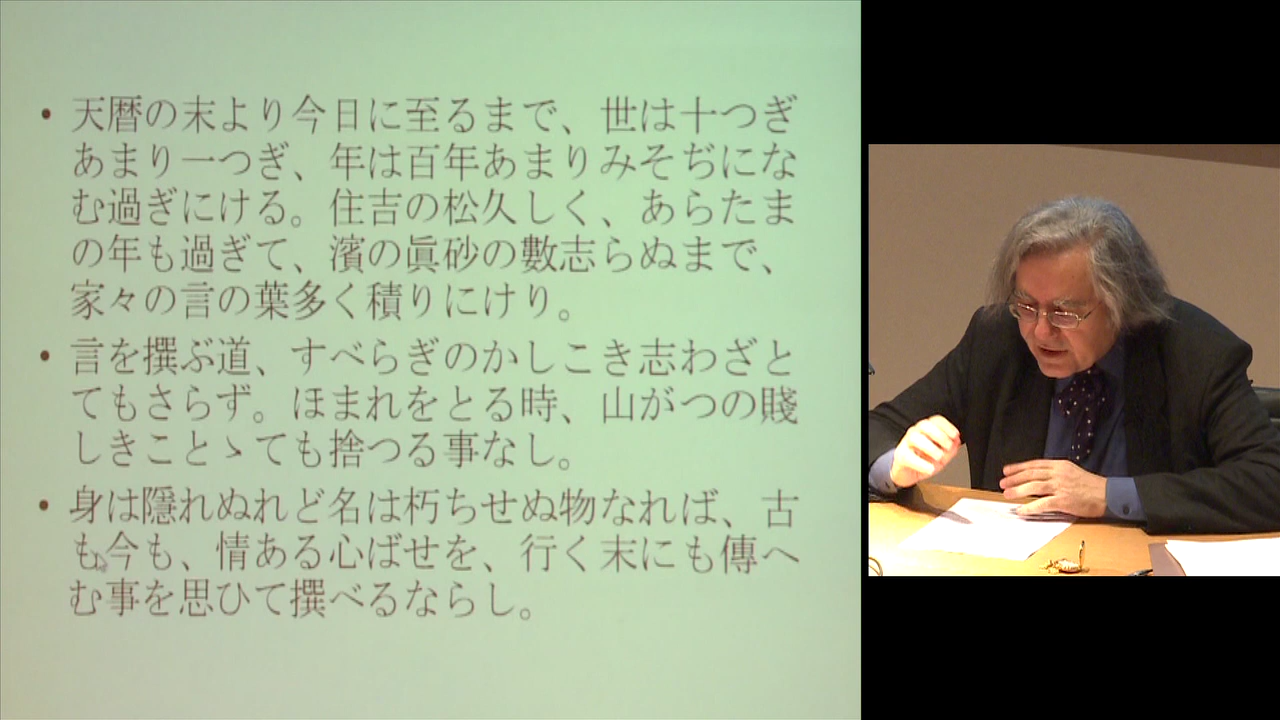 • 天暦の末より今日に至るまで、世は十つぎ
あまり一つぎ、年は百年あまりみそぢにな
む過ぎにける。住吉の松久しく、あらたま
の年も過ぎて、濱の眞砂の數志らぬまで、
家々の言の葉多く積りにけり。
• 言を撰ぶ道、すべらぎのかしこき志わざと
てもさらず。ほまれをとる時、山がつの賤
しきことゝても捨つる事なし。
• 身は隱れぬれど名は朽ちせぬ物なれば、古
も今も、情ある心ばせを、行く末にも傳へ
む事を思ひて撰べるならし。